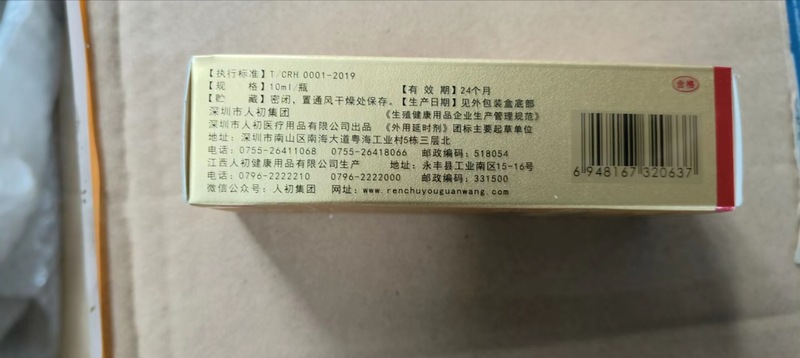 【执行标准】T/CRH 0001-2019
【规 格】10ml/瓶 【有 效 期】24个月
【贮 藏】密闭，置通风干燥处保存。【生产日期】见外包装盒底部
深圳市人初集团 《生殖健康用品企业生产管理规范》
深圳市人初医疗用品有限公司出品 《外用延时剂》团标主要起草单位
地址：深圳市南山区南海大道粤海工业村5栋三层北
电话：0755-26411068 0755-26418066 邮政编码：518054
江西人初健康用品有限公司生产 地址：永丰县工业南区15-16号
电话：0796-2222210 0796-2222000 邮政编码：331500
微信公众号：人初集团 网址：www.renchuyouguanwang.com
合格
6 948167 320637